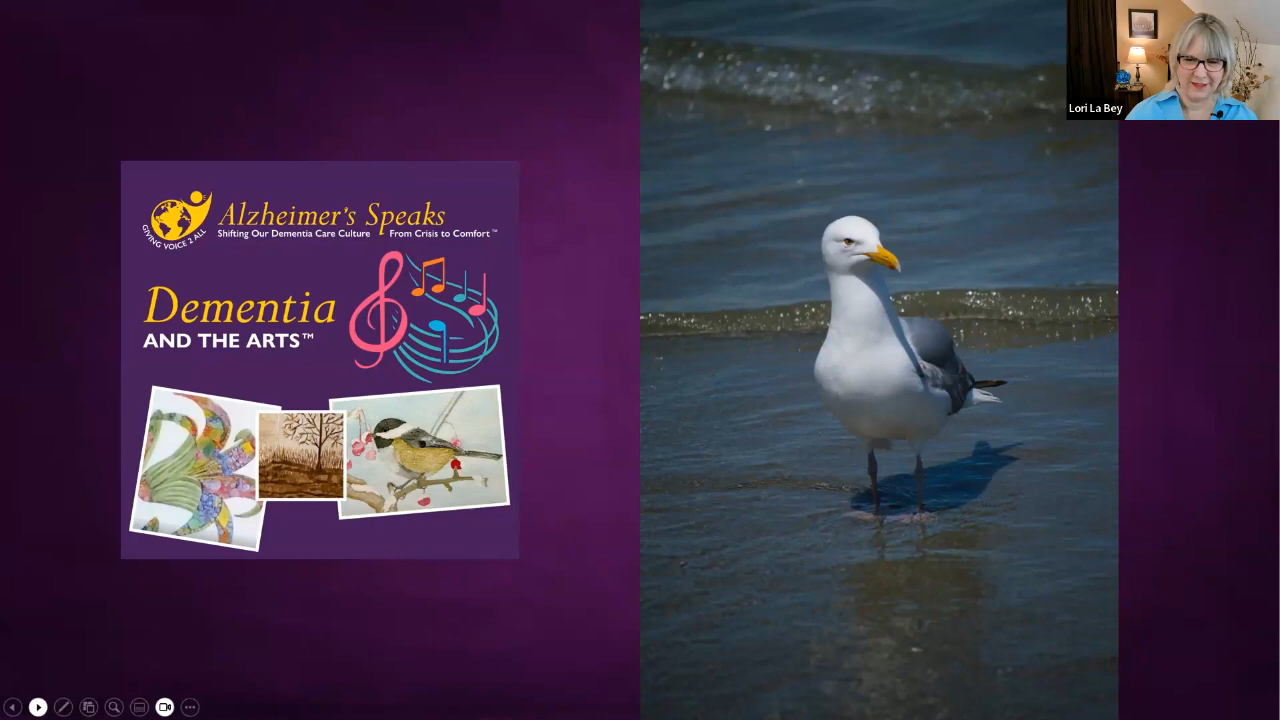 Alzheimer's Speaks
Shifting Our Dementia Care Culture From Crisis to Comfort™
GIVING VOICE 2 ALL
Dementia
AND THE ARTS™
Lori La Bey